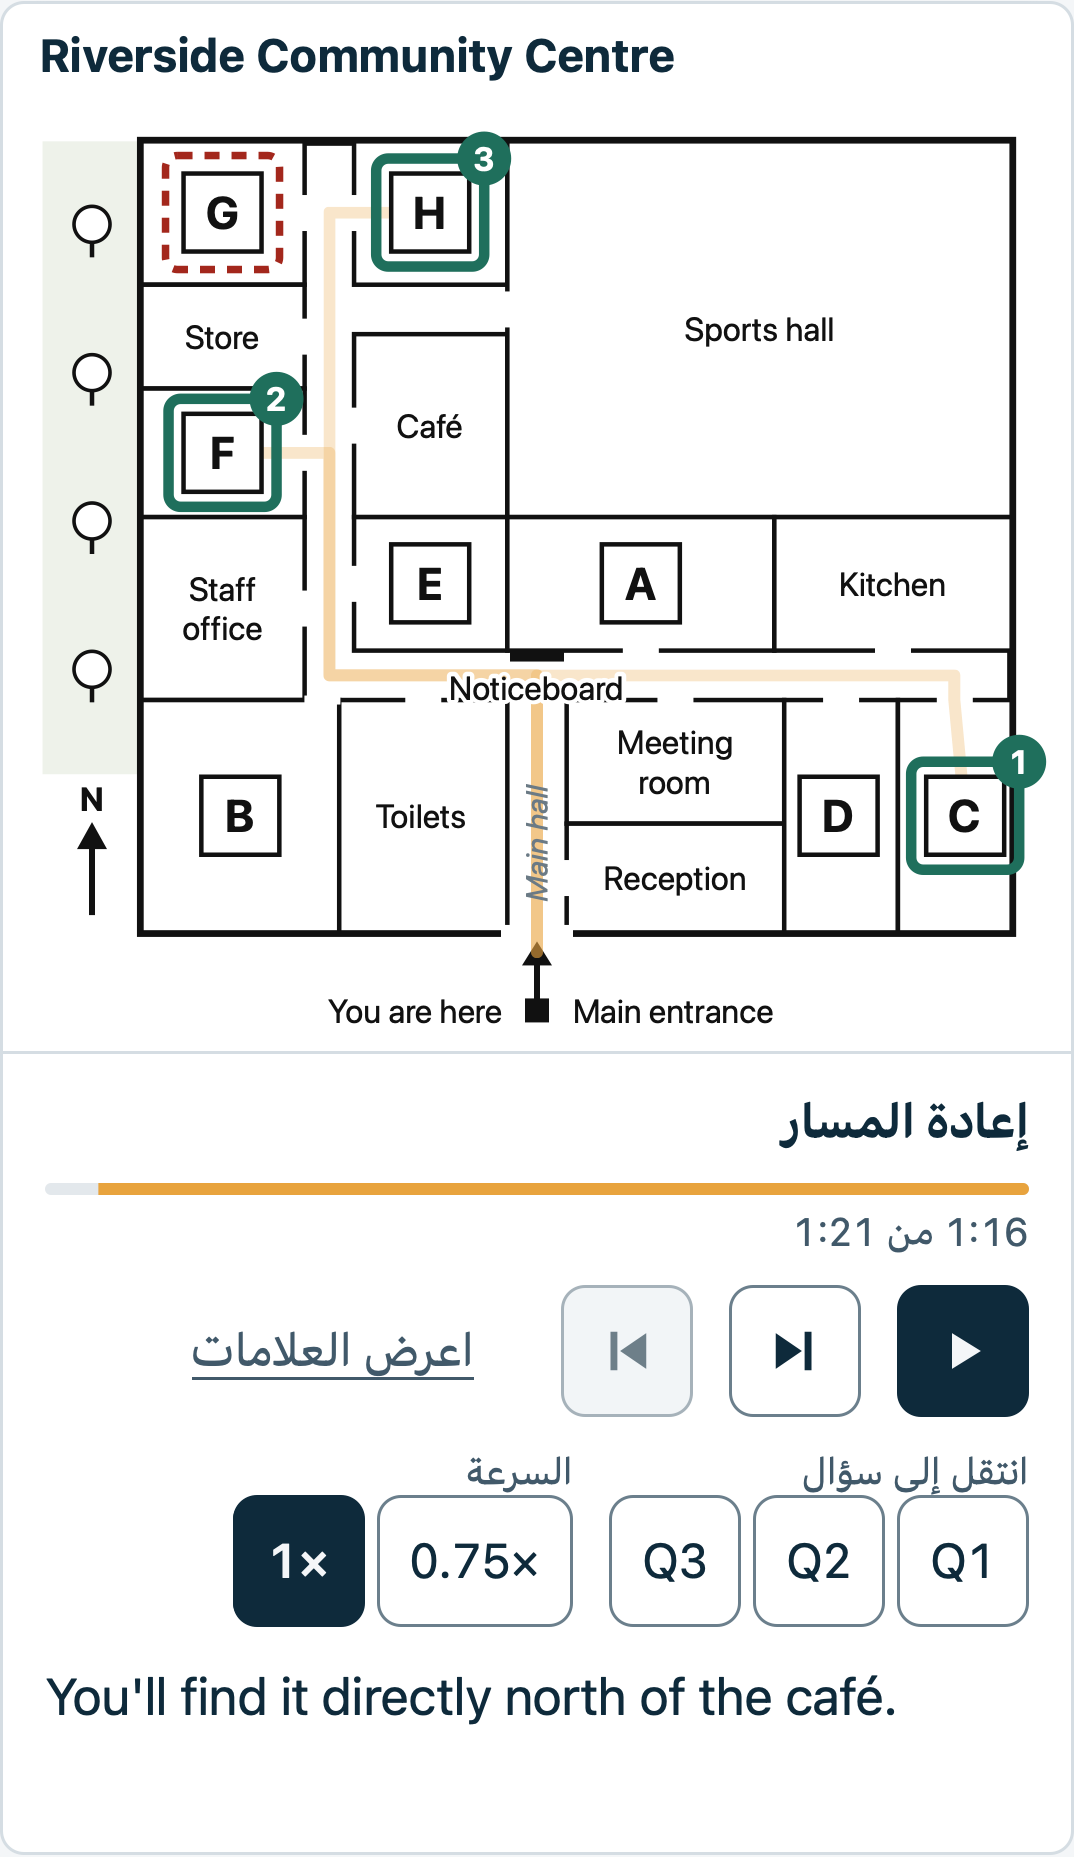 Riverside Community Centre
G
H
3
Store
Sports hall
2
F
Café
Staff
office
E
A
Kitchen
Noticeboard
N
B
Toilets
Main hall
Meeting
room
Reception
D
C
1
You are here
Main entrance
إعادة المسار
1:16 من 1:21
اعرض العلامات
انتقل إلى سؤال
السرعة
Q1
Q2
Q3
0.75×
1×
You'll find it directly north of the café.